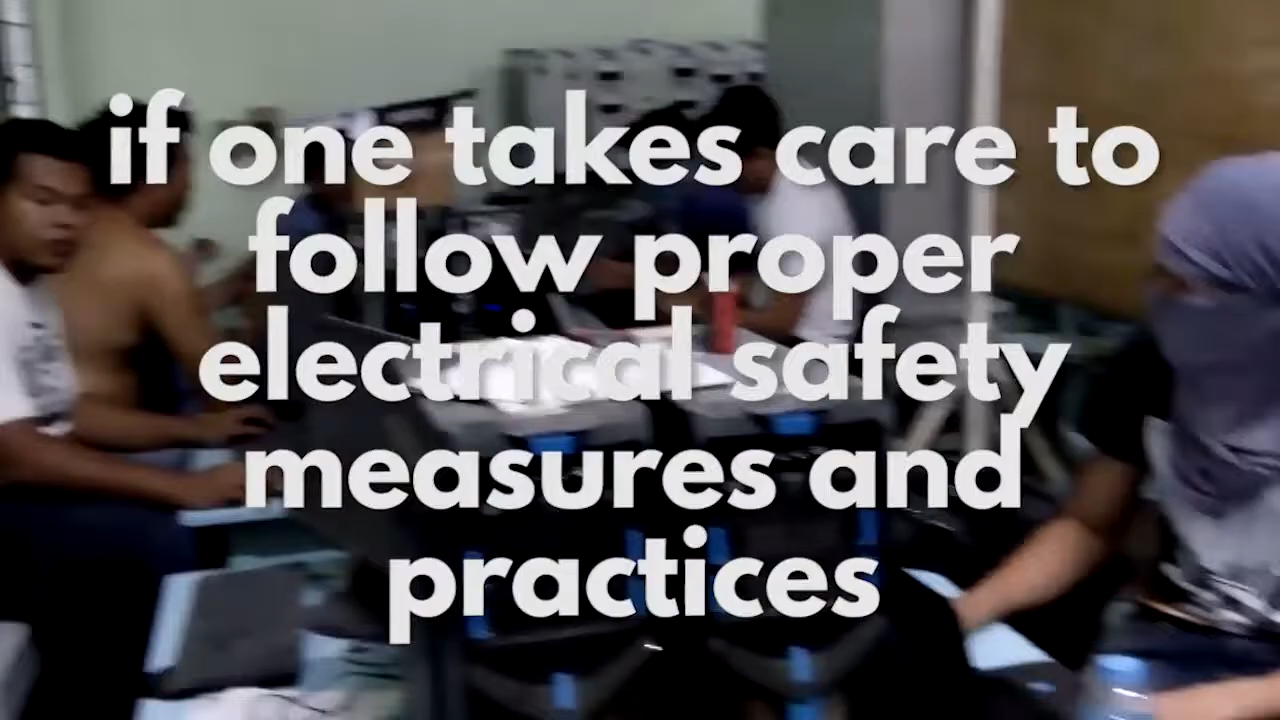 if one takes care to
follow proper
electrical safety
measures and
practices